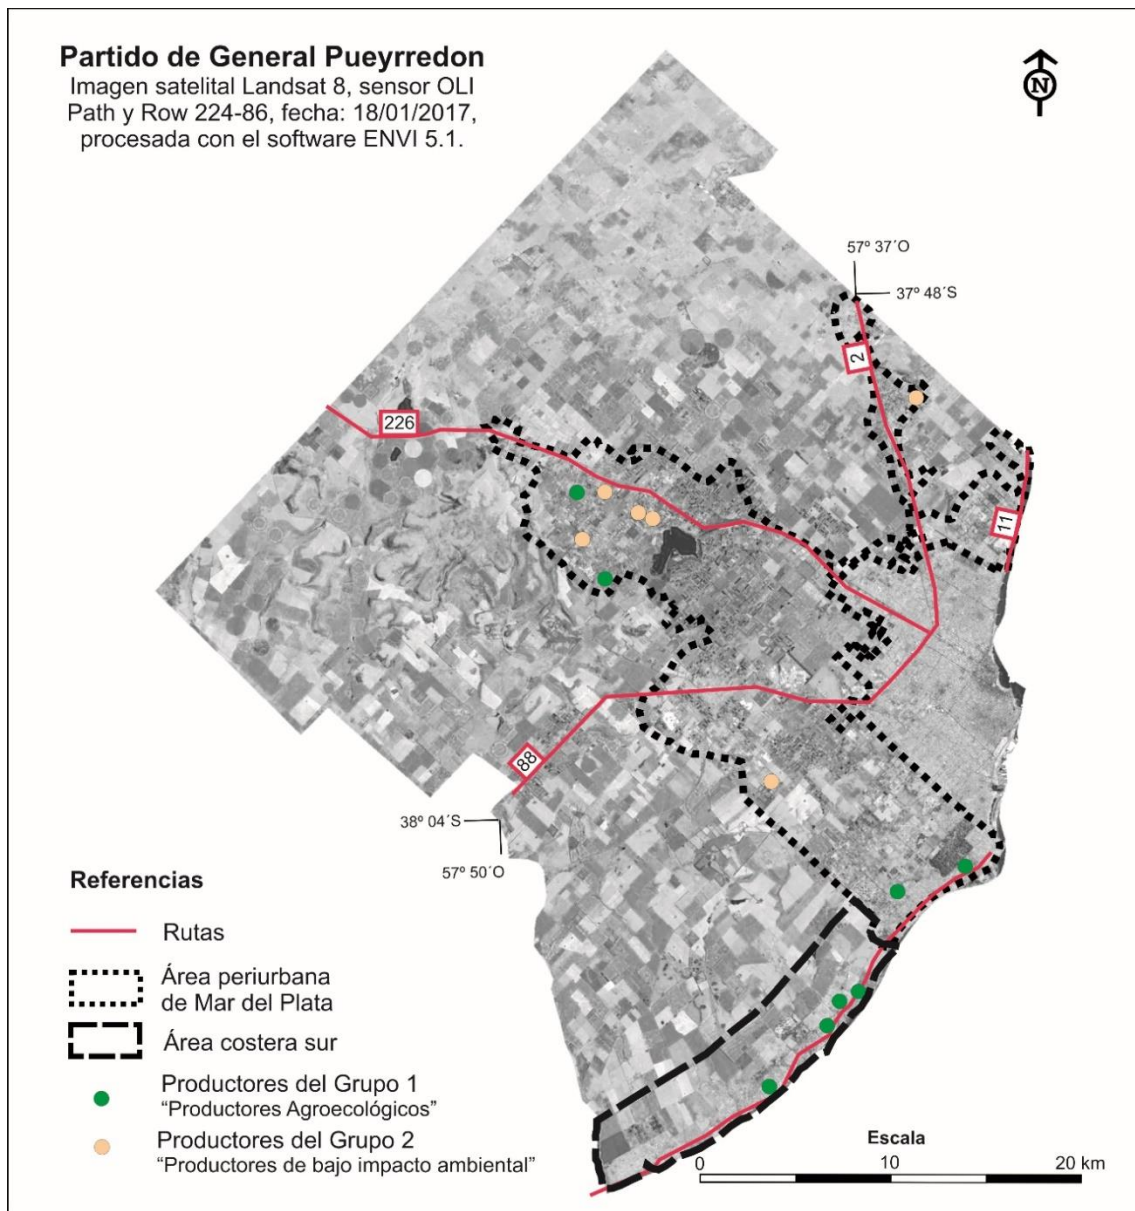 Partido de General Pueyrredon
Imagen satelital Landsat 8, sensor OLI
Path y Row 224-86, fecha: 18/01/2017,
procesada con el software ENVI 5.1.
N
57º 37´O
37º 48´S
2
226
11
88
38º 04´S
57º 50´O
Referencias
Rutas
Área periurbana
de Mar del Plata
Área costera sur
Productores del Grupo 1
“Productores Agroecológicos”
Productores del Grupo 2
“Productores de bajo impacto ambiental”
Escala
0 10 20 km